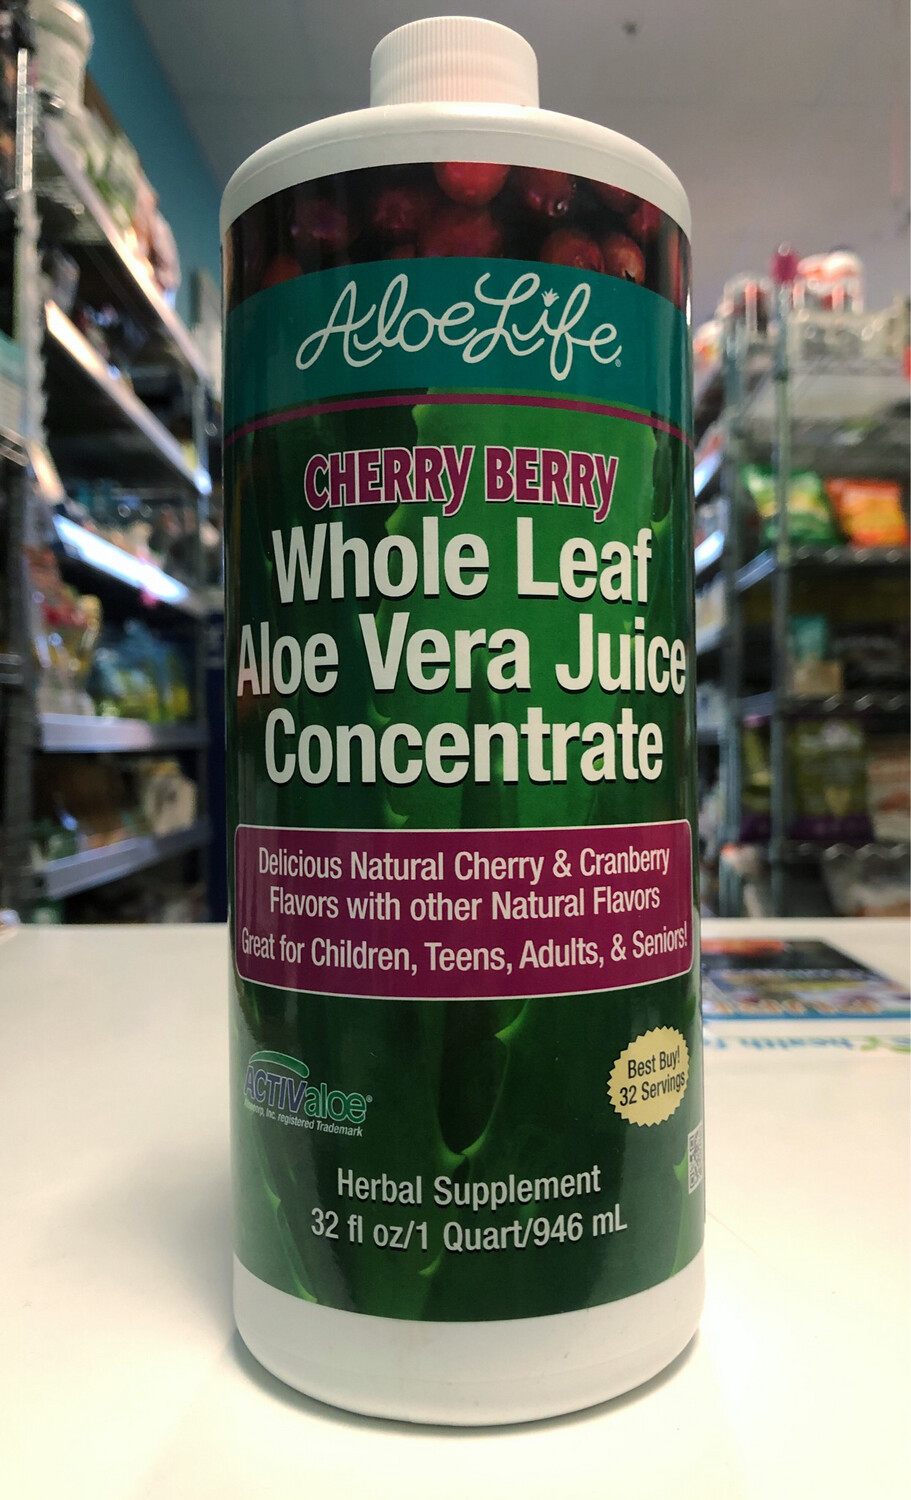 AloeLife®
CHERRY BERRY
Whole Leaf
Aloe Vera Juice
Concentrate
Delicious Natural Cherry & Cranberry
Flavors with other Natural Flavors
Great for Children, Teens, Adults, & Seniors!
ACTIValoe®
Inc. registered Trademark
Best Buy!
32 Servings
Herbal Supplement
32 fl oz/1 Quart/946 mL
health